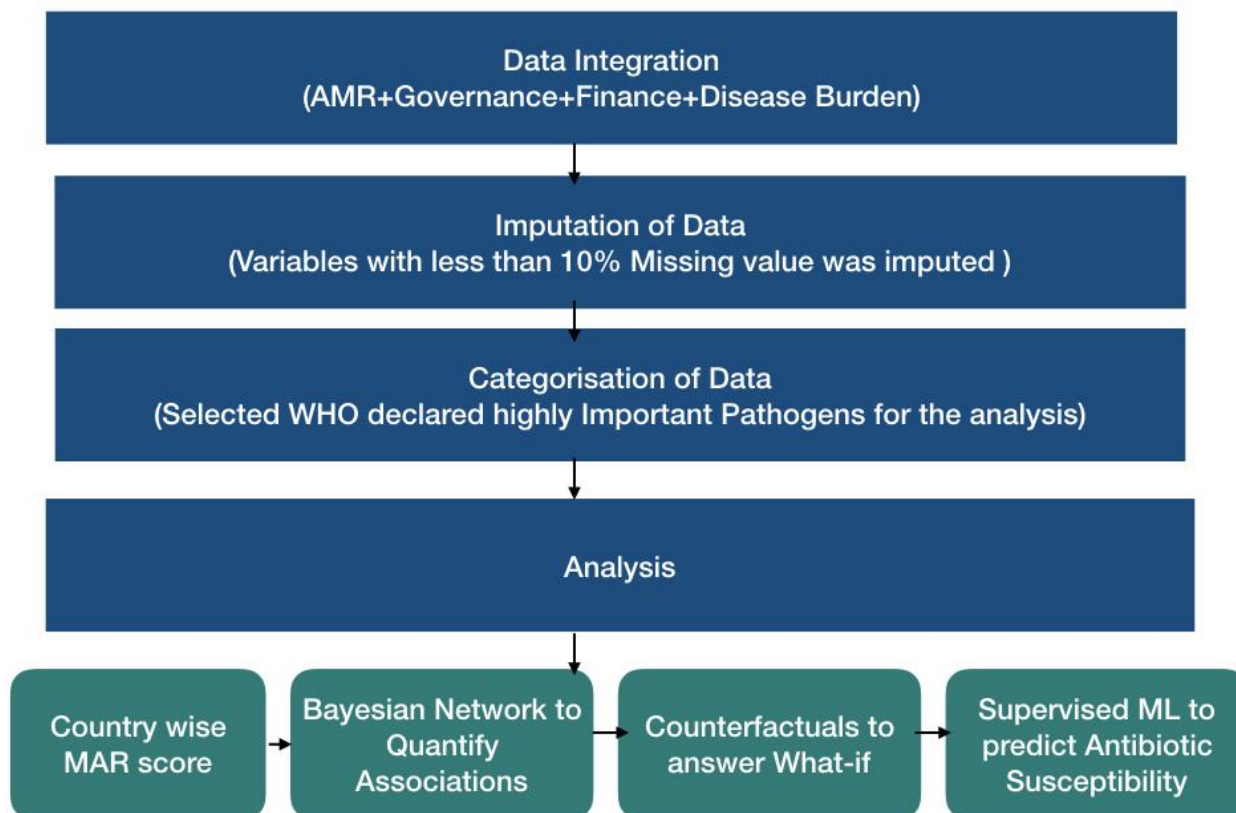 Data Integration
(AMR+Governance+Finance+Disease Burden)
Imputation of Data
(Variables with less than 10% Missing value was imputed )
Categorisation of Data
(Selected WHO declared highly Important Pathogens for the analysis)
Analysis
Country wise
MAR score
Bayesian Network to
Quantify
Associations
Counterfactuals to
answer What-if
Supervised ML to
predict Antibiotic
Susceptibility